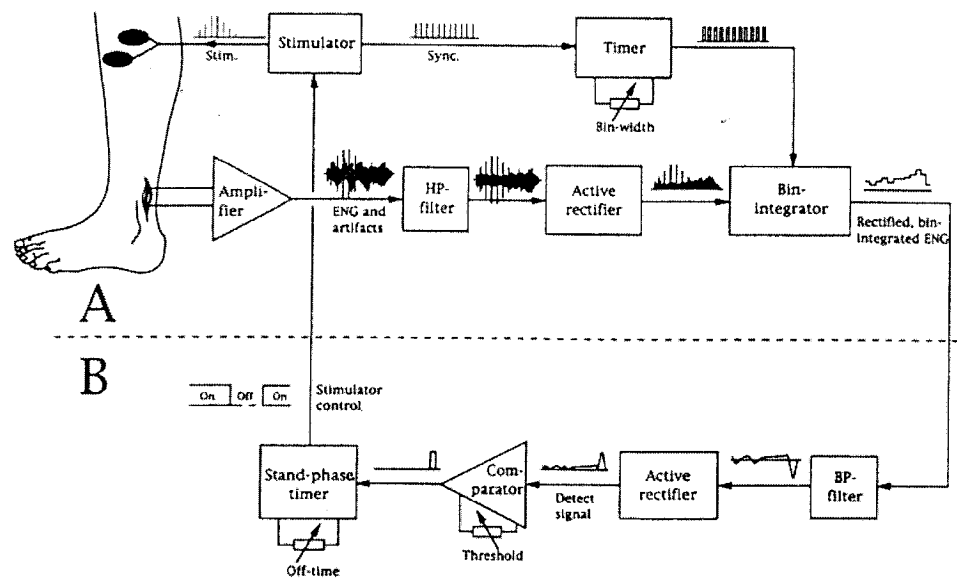 Stimulator
Stim.
Sync.
Timer
Bin-width
Ampli-
fier
ENG and
artifacts
HP-
filter
Active
rectifier
Bin-
integrator
Rectified, bin-
integrated ENG
A
B
On
Off
On
Stimulator
control
Stand-phase
timer
Off-time
Com-
parator
Threshold
Detect
signal
Active
rectifier
BP-
filter